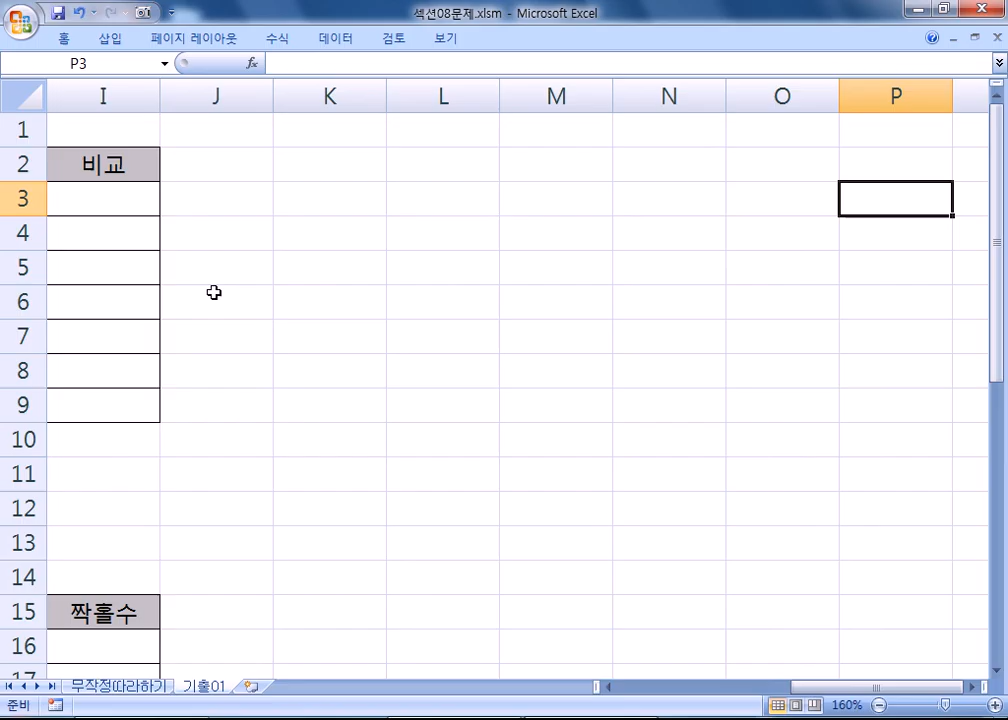 섹션08문제.xlsm - Microsoft Excel
홈 삽입 페이지 레이아웃 수식 데이터 검토 보기
P3 fx
I J K L M N O P
1
2 비교
3
4
5
6
7
8
9
10
11
12
13
14
15 짝홀수
16
17
무작정따라하기 기출01
준비 160%